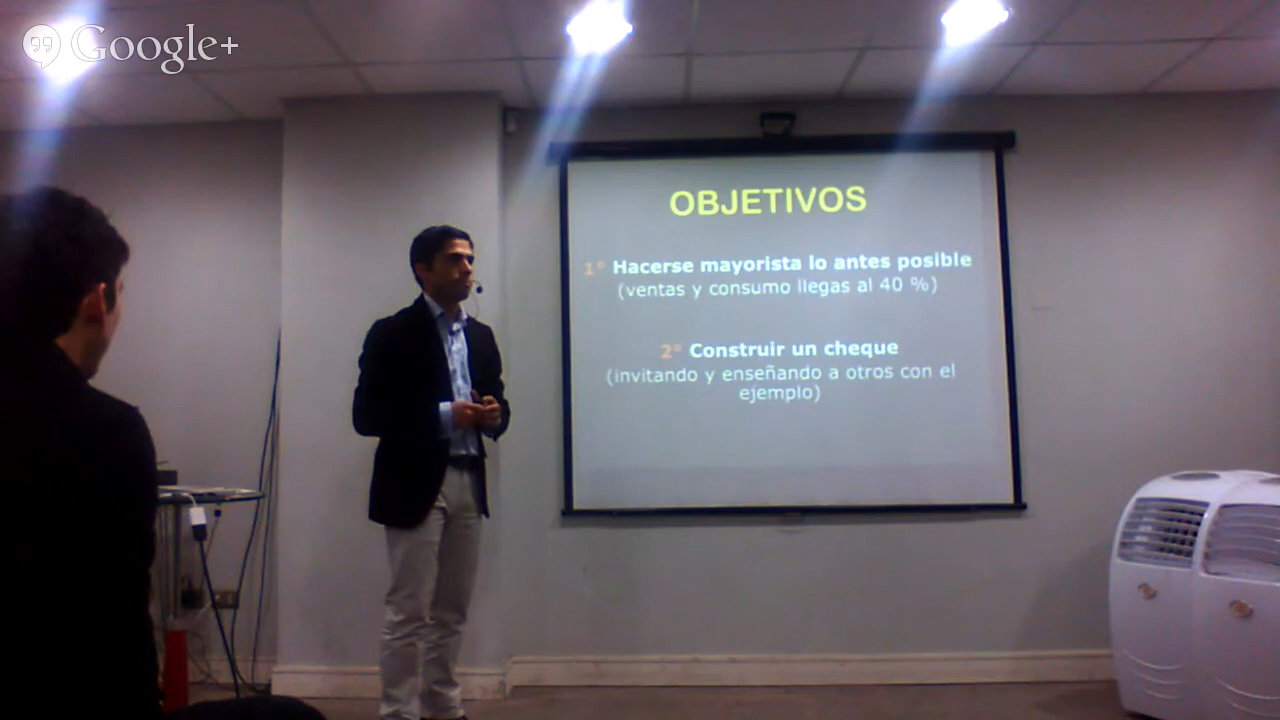 Google+
OBJETIVOS
1° Hacerse mayorista lo antes posible
(ventas y consumo llegas al 40 %)
2° Construir un cheque
(invitando y enseñando a otros con el
ejemplo)